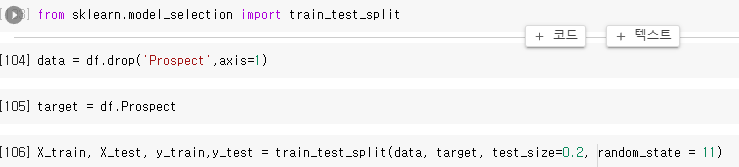 from sklearn.model_selection import train_test_split
+ 코드 + 텍스트
[104] data = df.drop('Prospect',axis=1)
[105] target = df.Prospect
[106] X_train, X_test, y_train,y_test = train_test_split(data, target, test_size=0.2, random_state = 11)